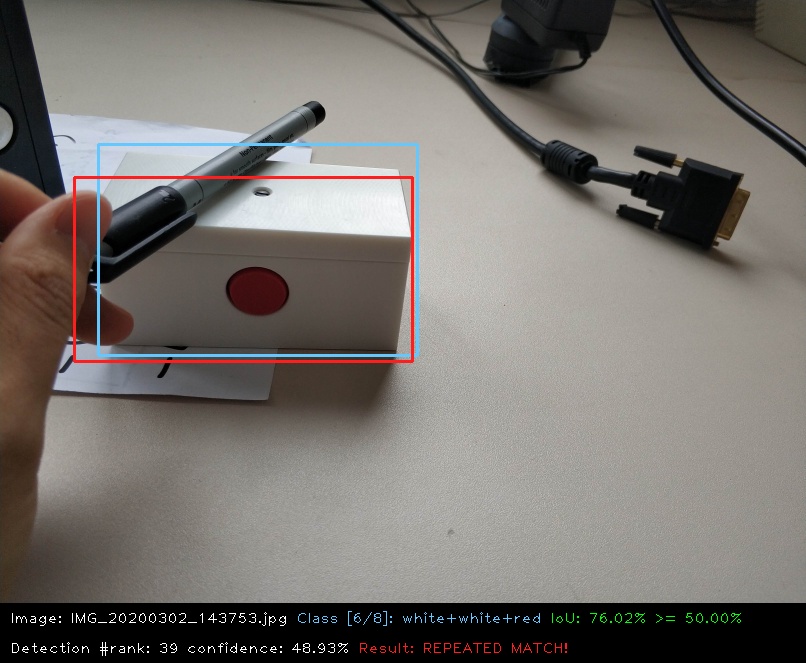 Image: IMG_20200302_143753.jpg Class [6/8]: white+white+red IoU: 76.02% >= 50.00%
Detection #rank: 39 confidence: 48.93% Result: REPEATED MATCH!